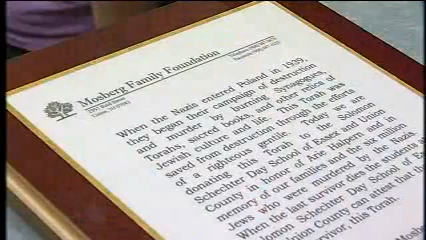 Mosberg Family Foundation
When the Nazis entered Poland in 1939,
they began their campaign of destruction
and murder by burning Synagogues,
Torahs, sacred books, and other relics of
Jewish culture and life. This Torah was
saved from destruction through the efforts
of a righteous gentile. Today we are
donating this Torah to the Solomon
Schechter Day School of Essex and Union
County in honor of Arie Halpern and in
memory of our families and the six million
Jews who were murdered by the Nazis.
When the last survivor dies the students a
Solomon Schechter Day School of
Union County can attest that the
survivor, this Torah.